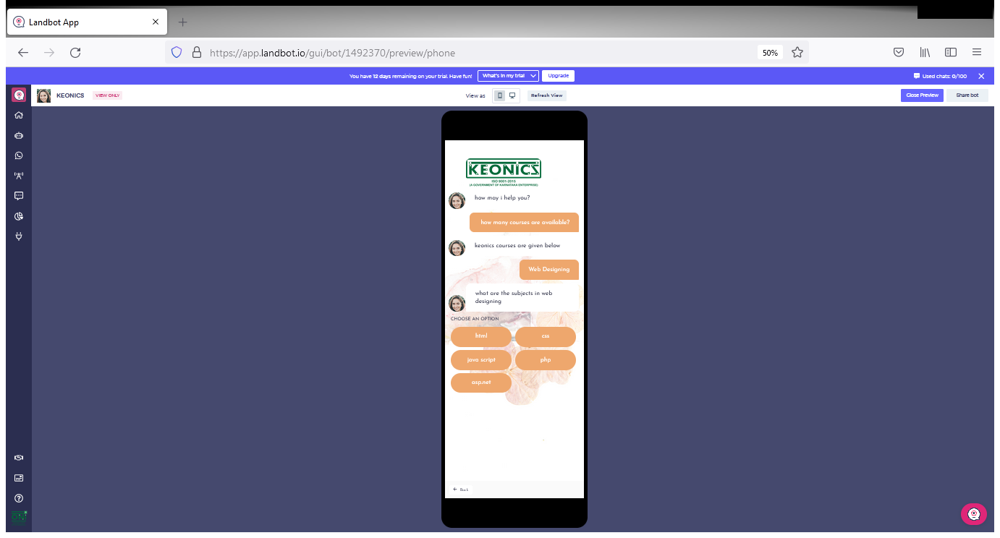 Landbot App
https://app.landbot.io/gui/bot/1492370/preview/phone
50%
You have 12 days remaining on your trial. Have fun!
What's in my trial
Upgrade
Used chats: 0/100
KEONICS
VIEW ONLY
View as
Refresh View
Close Preview
Share bot
KEONICS
ISO 9001-2015
(A GOVERNMENT OF KARNATAKA ENTERPRISE)
how may i help you?
how many courses are available?
keonics courses are given below
Web Designing
what are the subjects in web
designing
CHOOSE AN OPTION
html
css
java script
php
asp.net
Back